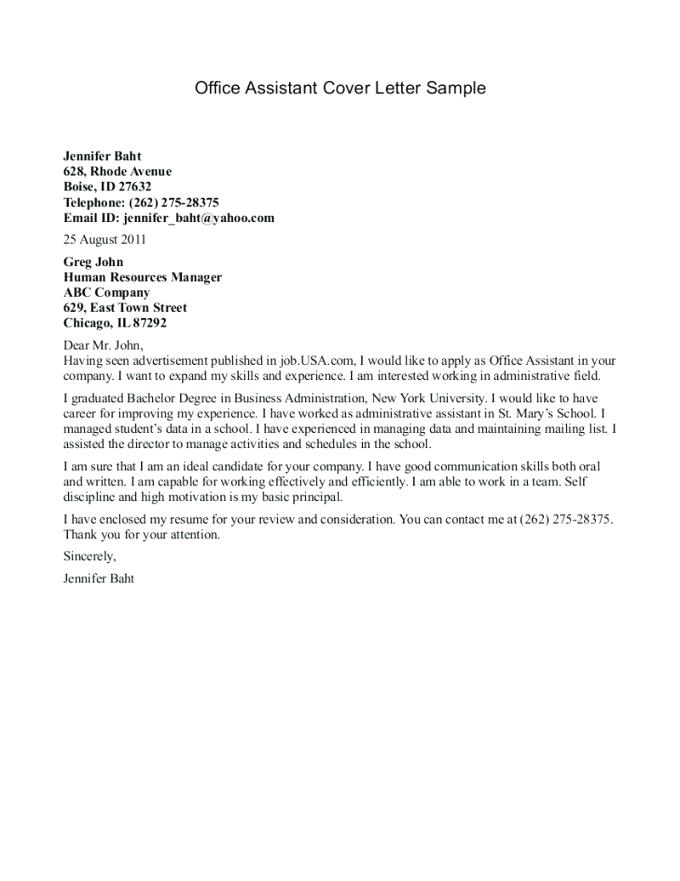 Office Assistant Cover Letter Sample
Jennifer Baht
628, Rhode Avenue
Boise, ID 27632
Telephone: (262) 275-28375
Email ID: jennifer_baht@yahoo.com
25 August 2011
Greg John
Human Resources Manager
ABC Company
629, East Town Street
Chicago, IL 87292
Dear Mr. John,
Having seen advertisement published in job.USA.com, I would like to apply as Office Assistant in your
company. I want to expand my skills and experience. I am interested working in administrative field.
I graduated Bachelor Degree in Business Administration, New York University. I would like to have
career for improving my experience. I have worked as administrative assistant in St. Mary's School. I
managed student's data in a school. I have experienced in managing data and maintaining mailing list. I
assisted the director to manage activities and schedules in the school.
I am sure that I am an ideal candidate for your company. I have good communication skills both oral
and written. I am capable for working effectively and efficiently. I am able to work in a team. Self
discipline and high motivation is my basic principal.
I have enclosed my resume for your review and consideration. You can contact me at (262) 275-28375.
Thank you for your attention.
Sincerely,
Jennifer Baht